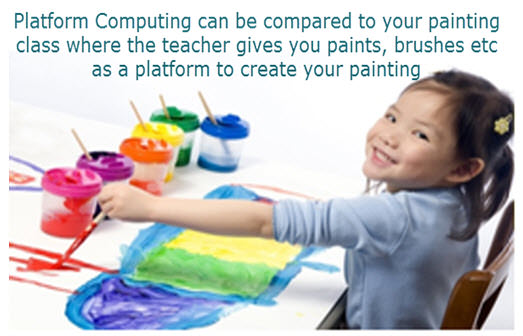 Platform Computing can be compared to your painting
class where the teacher gives you paints, brushes etc
as a platform to create your painting